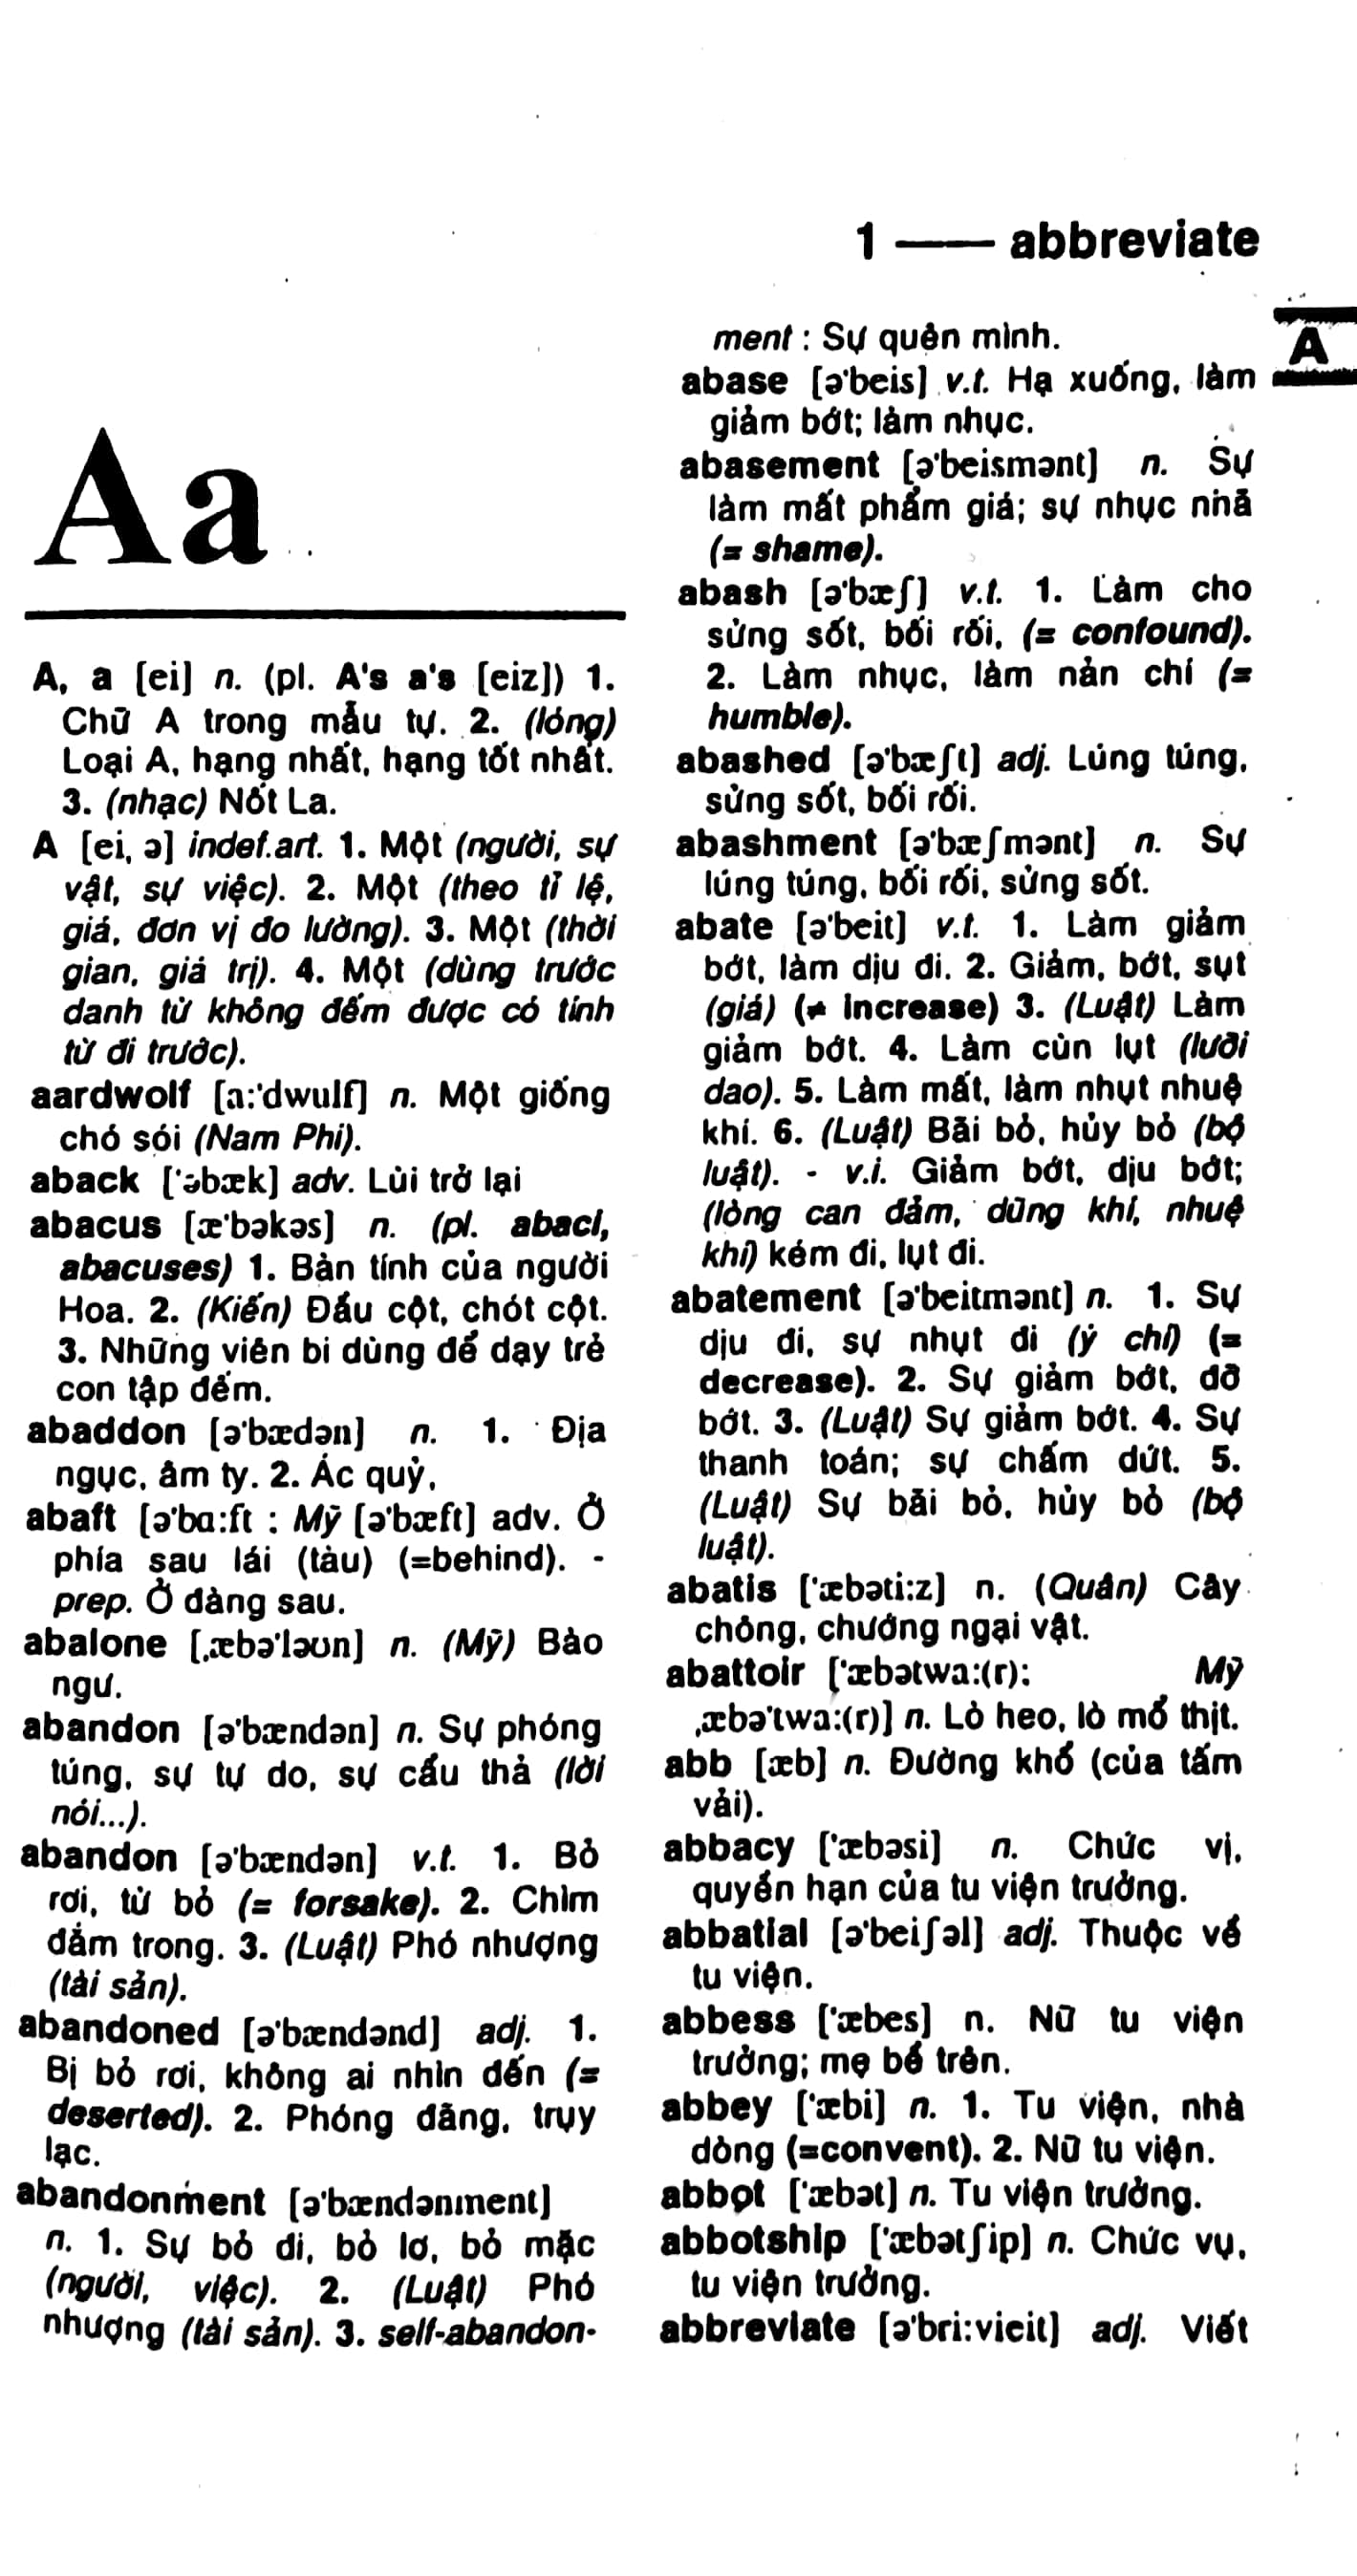 1 —— abbreviate
A
Aa
A, a [ei] n. (pl. A's a's [eiz]) 1.
Chữ A trong mẫu tự. 2. (lóng)
Loại A, hạng nhất, hạng tốt nhất.
3. (nhạc) Nốt La.
A [ei, ə] indef.art. 1. Một (người, sự
vật, sự việc). 2. Một (theo tỉ lệ,
giá, đơn vị đo lường). 3. Một (thời
gian, giá trị). 4. Một (dùng trước
danh từ không đếm được có tính
từ đi trước).
aardwolf [a:'dwulf] n. Một giống
chó sói (Nam Phi).
aback ['əbæk] adv. Lùi trở lại
abacus [æ'bəkəs] n. (pl. abaci,
abacuses) 1. Bàn tính của người
Hoa. 2. (Kiến) Đầu cột, chót cột.
3. Những viên bi dùng để dạy trẻ
con tập đếm.
abaddon [ə'bædən] n. 1. Địa
ngục, âm ty. 2. Ác quỷ,
abaft [ə'bɑ:ft : Mỹ [ə'bæft] adv. Ở
phía sau lái (tàu) (=behind). -
prep. Ở đàng sau.
abalone [,æbə'ləʊn] n. (Mỹ) Bào
ngư.
abandon [ə'bændən] n. Sự phóng
túng, sự tự do, sự cẩu thả (lời
nói...).
abandon [ə'bændən] v.t. 1. Bỏ
rơi, từ bỏ (= forsake). 2. Chìm
đắm trong. 3. (Luật) Phó nhượng
(tài sản).
abandoned [ə'bændənd] adj. 1.
Bị bỏ rơi, không ai nhìn đến (=
deserted). 2. Phóng đãng, trụy
lạc.
abandonment [ə'bændənment]
n. 1. Sự bỏ đi, bỏ lơ, bỏ mặc
(người, việc). 2. (Luật) Phó
nhượng (tài sản). 3. self-abandon-
ment : Sự quên mình.
abase [ə'beis] v.t. Hạ xuống, làm
giảm bớt; làm nhục.
abasement [ə'beismənt] n. Sự
làm mất phẩm giá; sự nhục nhã
(= shame).
abash [ə'bæʃ] v.t. 1. Làm cho
sửng sốt, bối rối, (= confound).
2. Làm nhục, làm nản chí (=
humble).
abashed [ə'bæʃt] adj. Lúng túng,
sửng sốt, bối rối.
abashment [ə'bæʃmənt] n. Sự
lúng túng, bối rối, sửng sốt.
abate [ə'beit] v.t. 1. Làm giảm
bớt, làm dịu đi. 2. Giảm, bớt, sụt
(giá) (≠ increase) 3. (Luật) Làm
giảm bớt. 4. Làm cùn lụt (lưỡi
dao). 5. Làm mất, làm nhụt nhuệ
khí. 6. (Luật) Bãi bỏ, hủy bỏ (bộ
luật). - v.i. Giảm bớt, dịu bớt;
(lòng can đảm, dũng khí, nhuệ
khí) kém đi, lụt đi.
abatement [ə'beitmənt] n. 1. Sự
dịu đi, sự nhụt đi (ý chí) (=
decrease). 2. Sự giảm bớt, đỡ
bớt. 3. (Luật) Sự giảm bớt. 4. Sự
thanh toán; sự chấm dứt. 5.
(Luật) Sự bãi bỏ, hủy bỏ (bộ
luật).
abatis ['æbəti:z] n. (Quân) Cây
chông, chướng ngại vật.
abattoir ['æbətwa:(r): Mỹ
,æbə'twa:(r)] n. Lò heo, lò mổ thịt.
abb [æb] n. Đường khổ (của tấm
vải).
abbacy ['æbəsi] n. Chức vị,
quyền hạn của tu viện trưởng.
abbatial [ə'beiʃəl] adj. Thuộc về
tu viện.
abbess ['æbes] n. Nữ tu viện
trưởng; mẹ bề trên.
abbey ['æbi] n. 1. Tu viện, nhà
dòng (=convent). 2. Nữ tu viện.
abbot ['æbət] n. Tu viện trưởng.
abbotship ['æbətʃip] n. Chức vụ,
tu viện trưởng.
abbreviate [ə'bri:vieit] adj. Viết